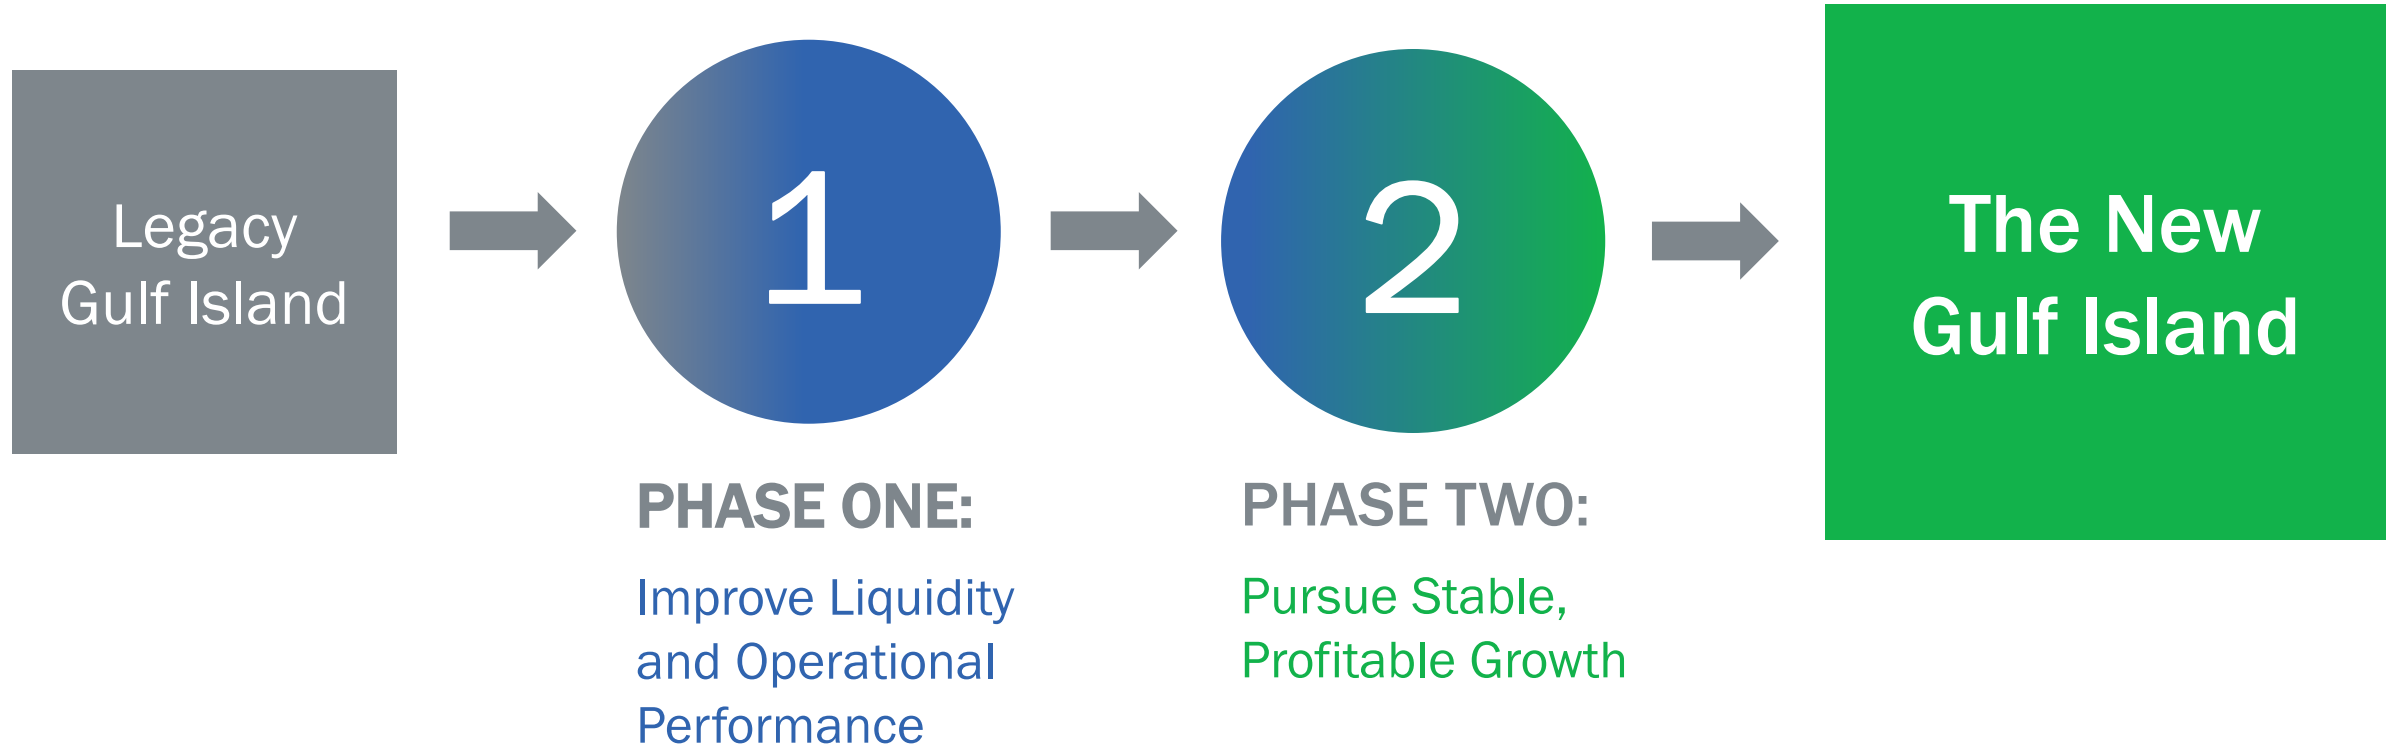 Legacy
Gulf Island
1
PHASE ONE:
Improve Liquidity
and Operational
Performance
2
PHASE TWO:
Pursue Stable,
Profitable Growth
The New
Gulf Island